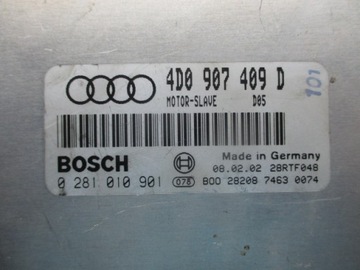 4D0 907 409 D
MOTOR-SLAVE D05
101
BOSCH
Made in Germany
08.02.02 28RTF048
0 281 010 901
078
BOO 28208 7463 0074